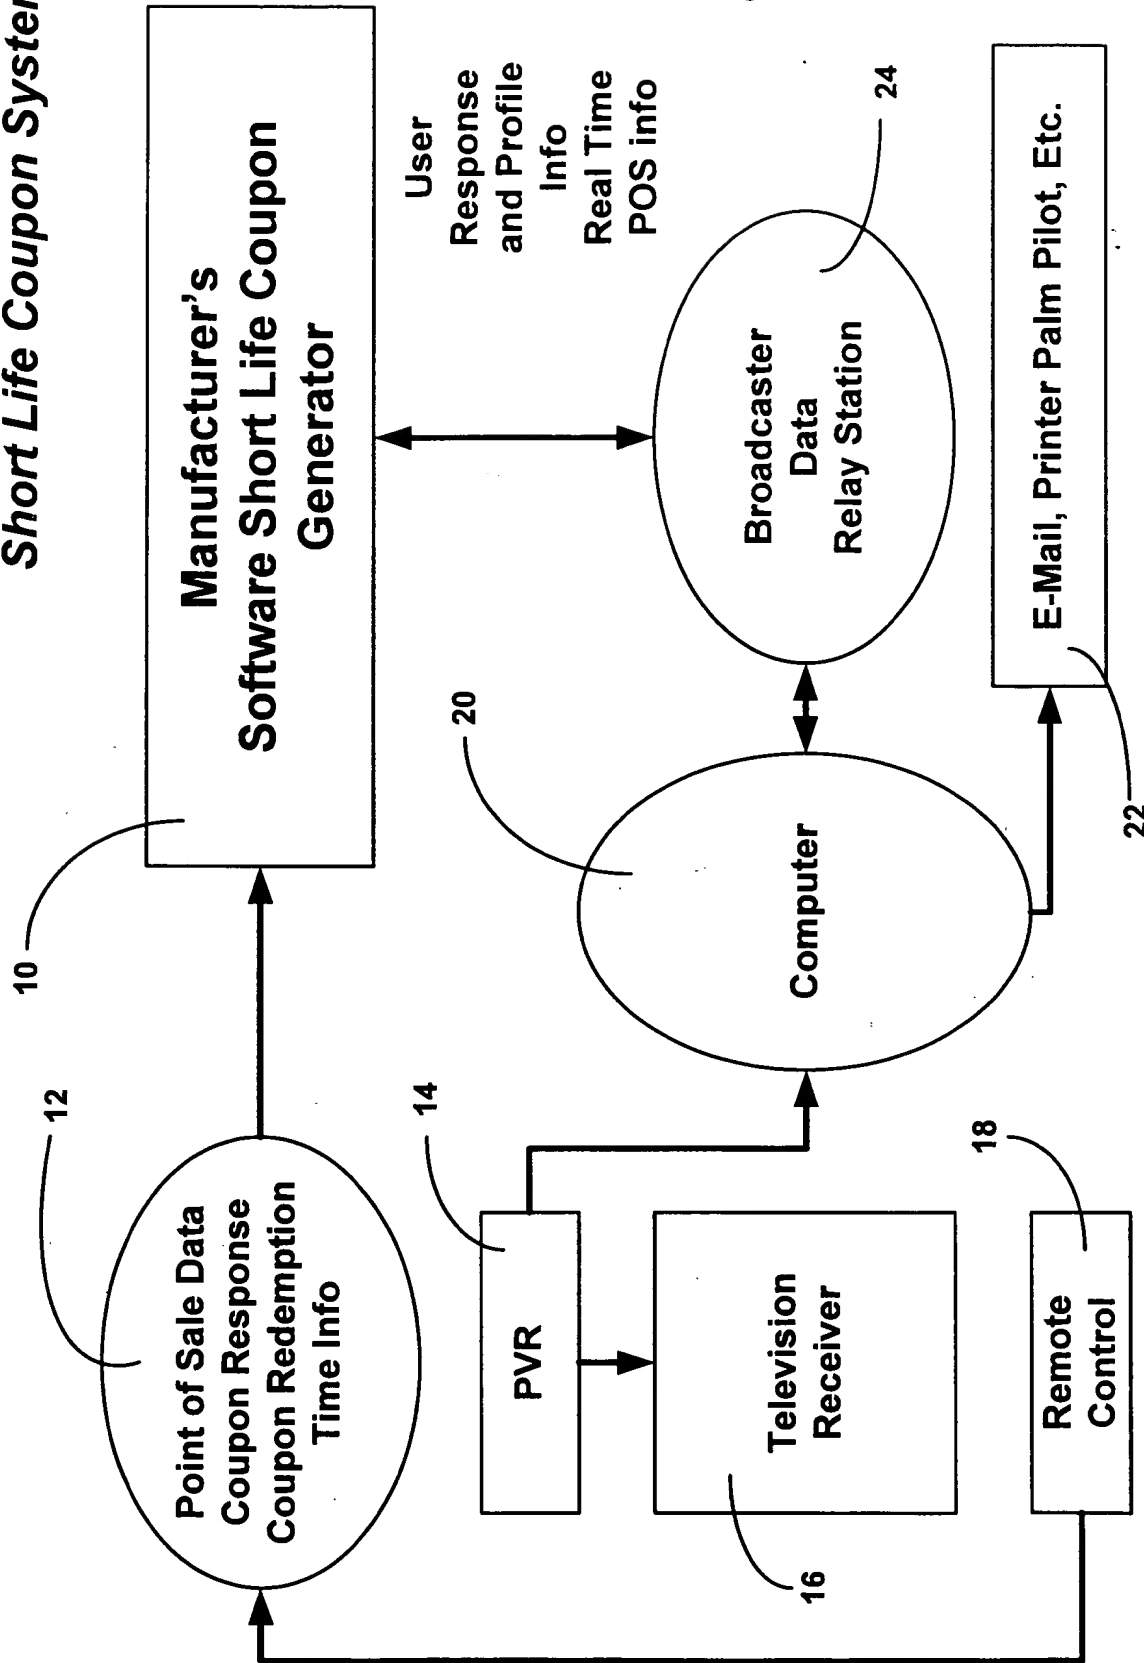 Short Life Coupon System
10
Manufacturer's
Software Short Life Coupon
Generator
12
Point of Sale Data
Coupon Response
Coupon Redemption
Time Info
User
Response
and Profile
Info
Real Time
POS info
14
PVR
20
Computer
Broadcaster
Data
Relay Station
24
Television
Receiver
16
18
Remote
Control
E-Mail, Printer Palm Pilot, Etc.
22